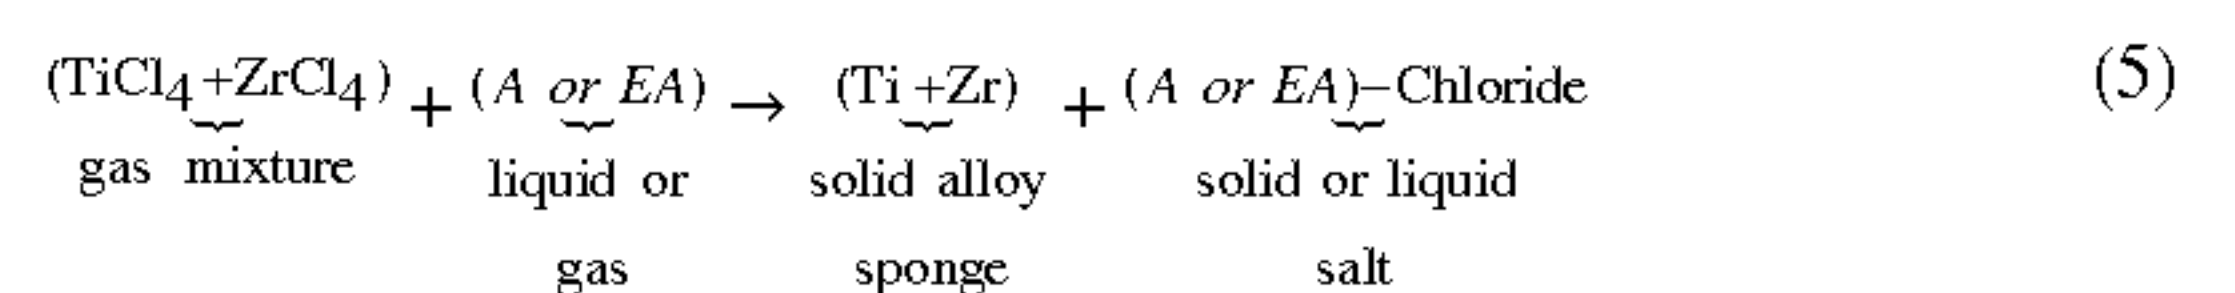 (TiCl4+ZrCl4) + (A or EA) → (Ti+Zr) + (A or EA)–Chloride (5)
gas mixture liquid or solid alloy solid or liquid
gas sponge salt